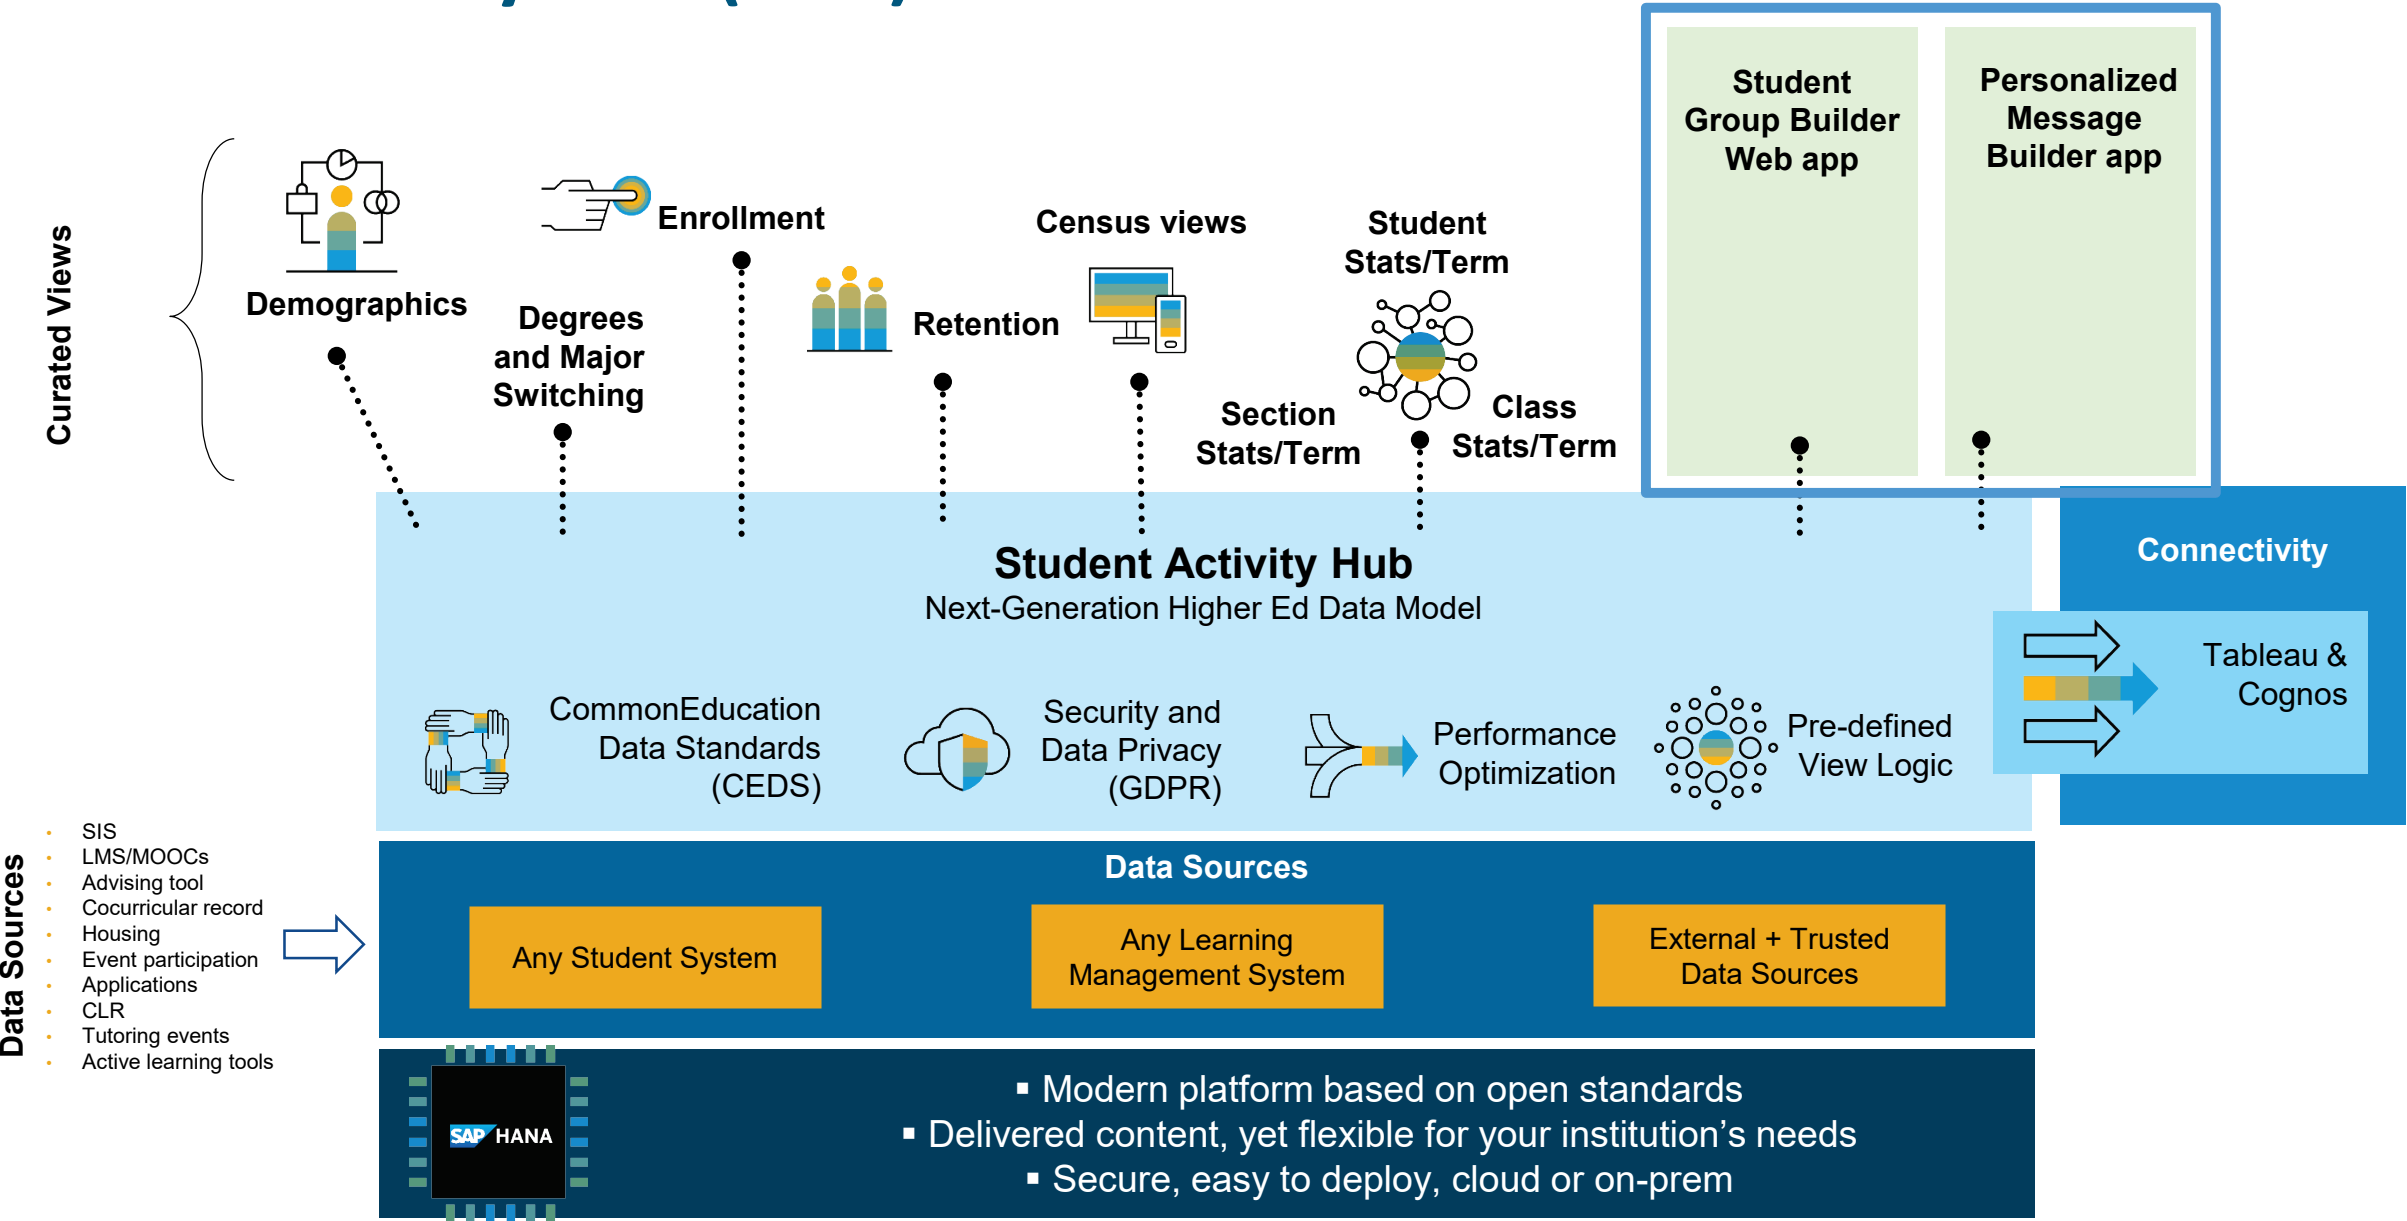 Student
Group Builder
Web app
Personalized
Message
Builder app
Curated Views
Demographics
Degrees
and Major
Switching
Enrollment
Retention
Census views
Student
Stats/Term
Section
Stats/Term
Class
Stats/Term
Student Activity Hub
Next-Generation Higher Ed Data Model
CommonEducation
Data Standards
(CEDS)
Security and
Data Privacy
(GDPR)
Performance
Optimization
Pre-defined
View Logic
Connectivity
Tableau &
Cognos
Data Sources
• SIS
• LMS/MOOCs
• Advising tool
• Cocurricular record
• Housing
• Event participation
• Applications
• CLR
• Tutoring events
• Active learning tools
Data Sources
Any Student System
Any Learning
Management System
External + Trusted
Data Sources
SAP HANA
▪ Modern platform based on open standards
▪ Delivered content, yet flexible for your institution’s needs
▪ Secure, easy to deploy, cloud or on-prem